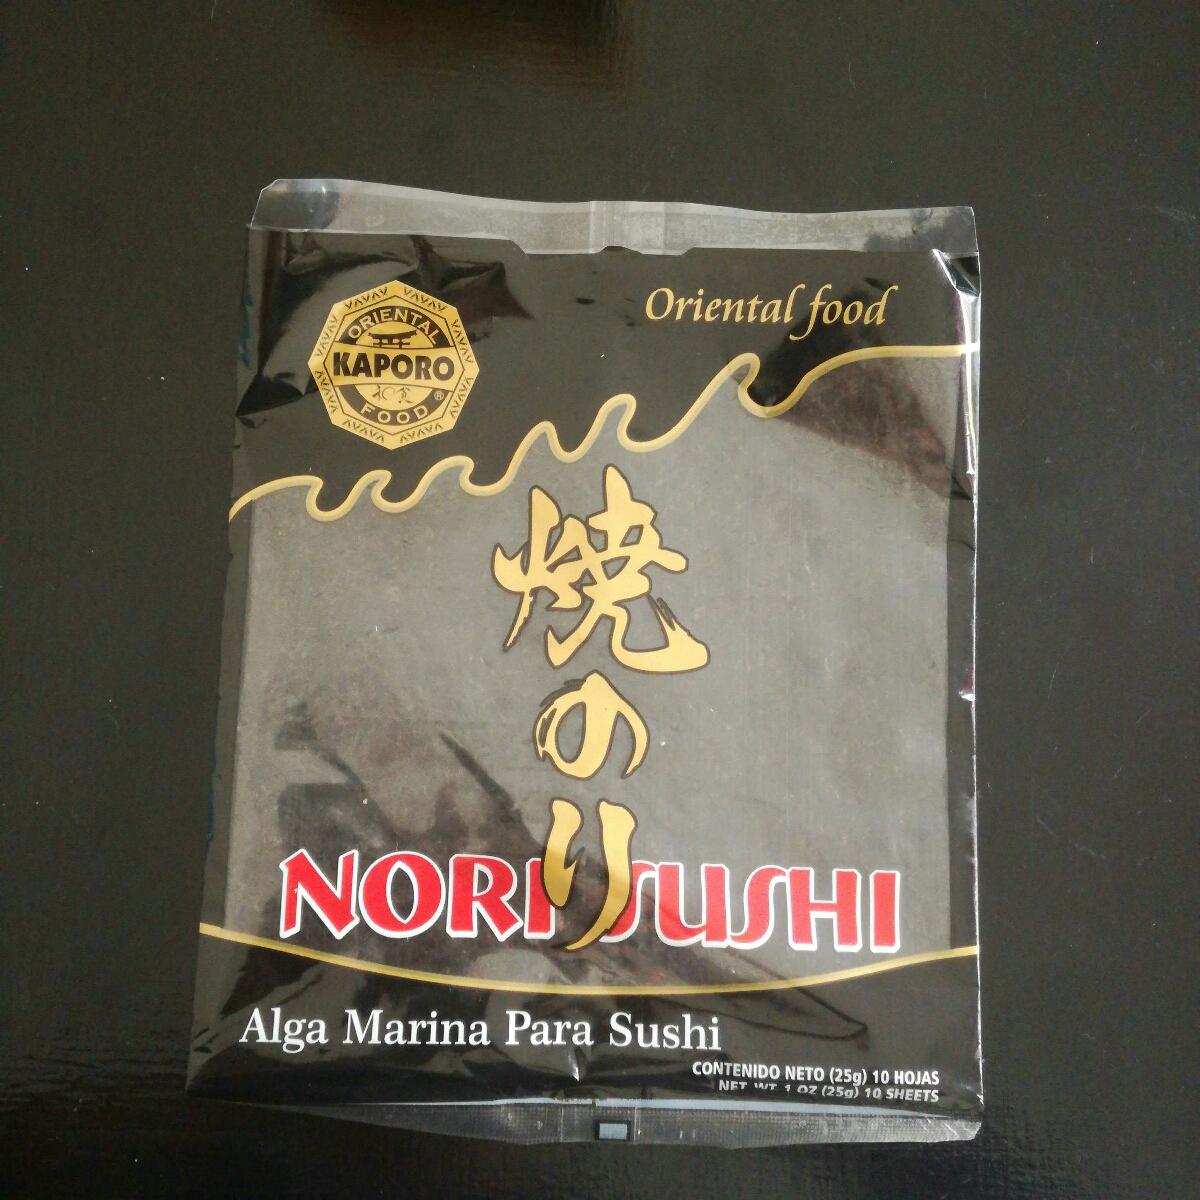 Oriental food
ORIENTAL
KAPORO
FOOD ®
焼のり
NORI SUSHI
Alga Marina Para Sushi
CONTENIDO NETO (25g) 10 HOJAS
NET WT 1 OZ (25g) 10 SHEETS